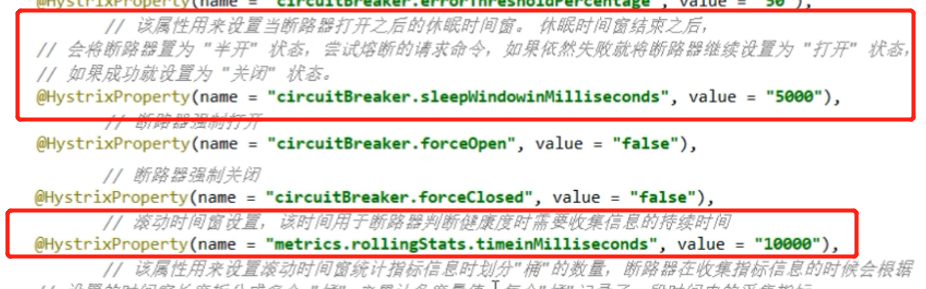 @HystrixProperty(name = "circuitBreaker.errorThresholdPercentage", value = "50"),
// 该属性用来设置当断路器打开之后的休眠时间窗。 休眠时间窗结束之后,
// 会将断路器置为 "半开" 状态, 尝试熔断的请求命令, 如果依然失败就将断路器继续设置为 "打开" 状态,
// 如果成功就设置为 "关闭" 状态。
@HystrixProperty(name = "circuitBreaker.sleepWindowinMilliseconds", value = "5000"),
// 断路器强制打开
@HystrixProperty(name = "circuitBreaker.forceOpen", value = "false"),
// 断路器强制关闭
@HystrixProperty(name = "circuitBreaker.forceClosed", value = "false"),
// 滚动时间窗设置, 该时间用于断路器判断健康度时需要收集信息的持续时间
@HystrixProperty(name = "metrics.rollingStats.timeinMilliseconds", value = "10000"),
// 该属性用来设置滚动时间窗统计指标信息时划分"桶"的数量, 断路器在收集指标信息的时候会根据